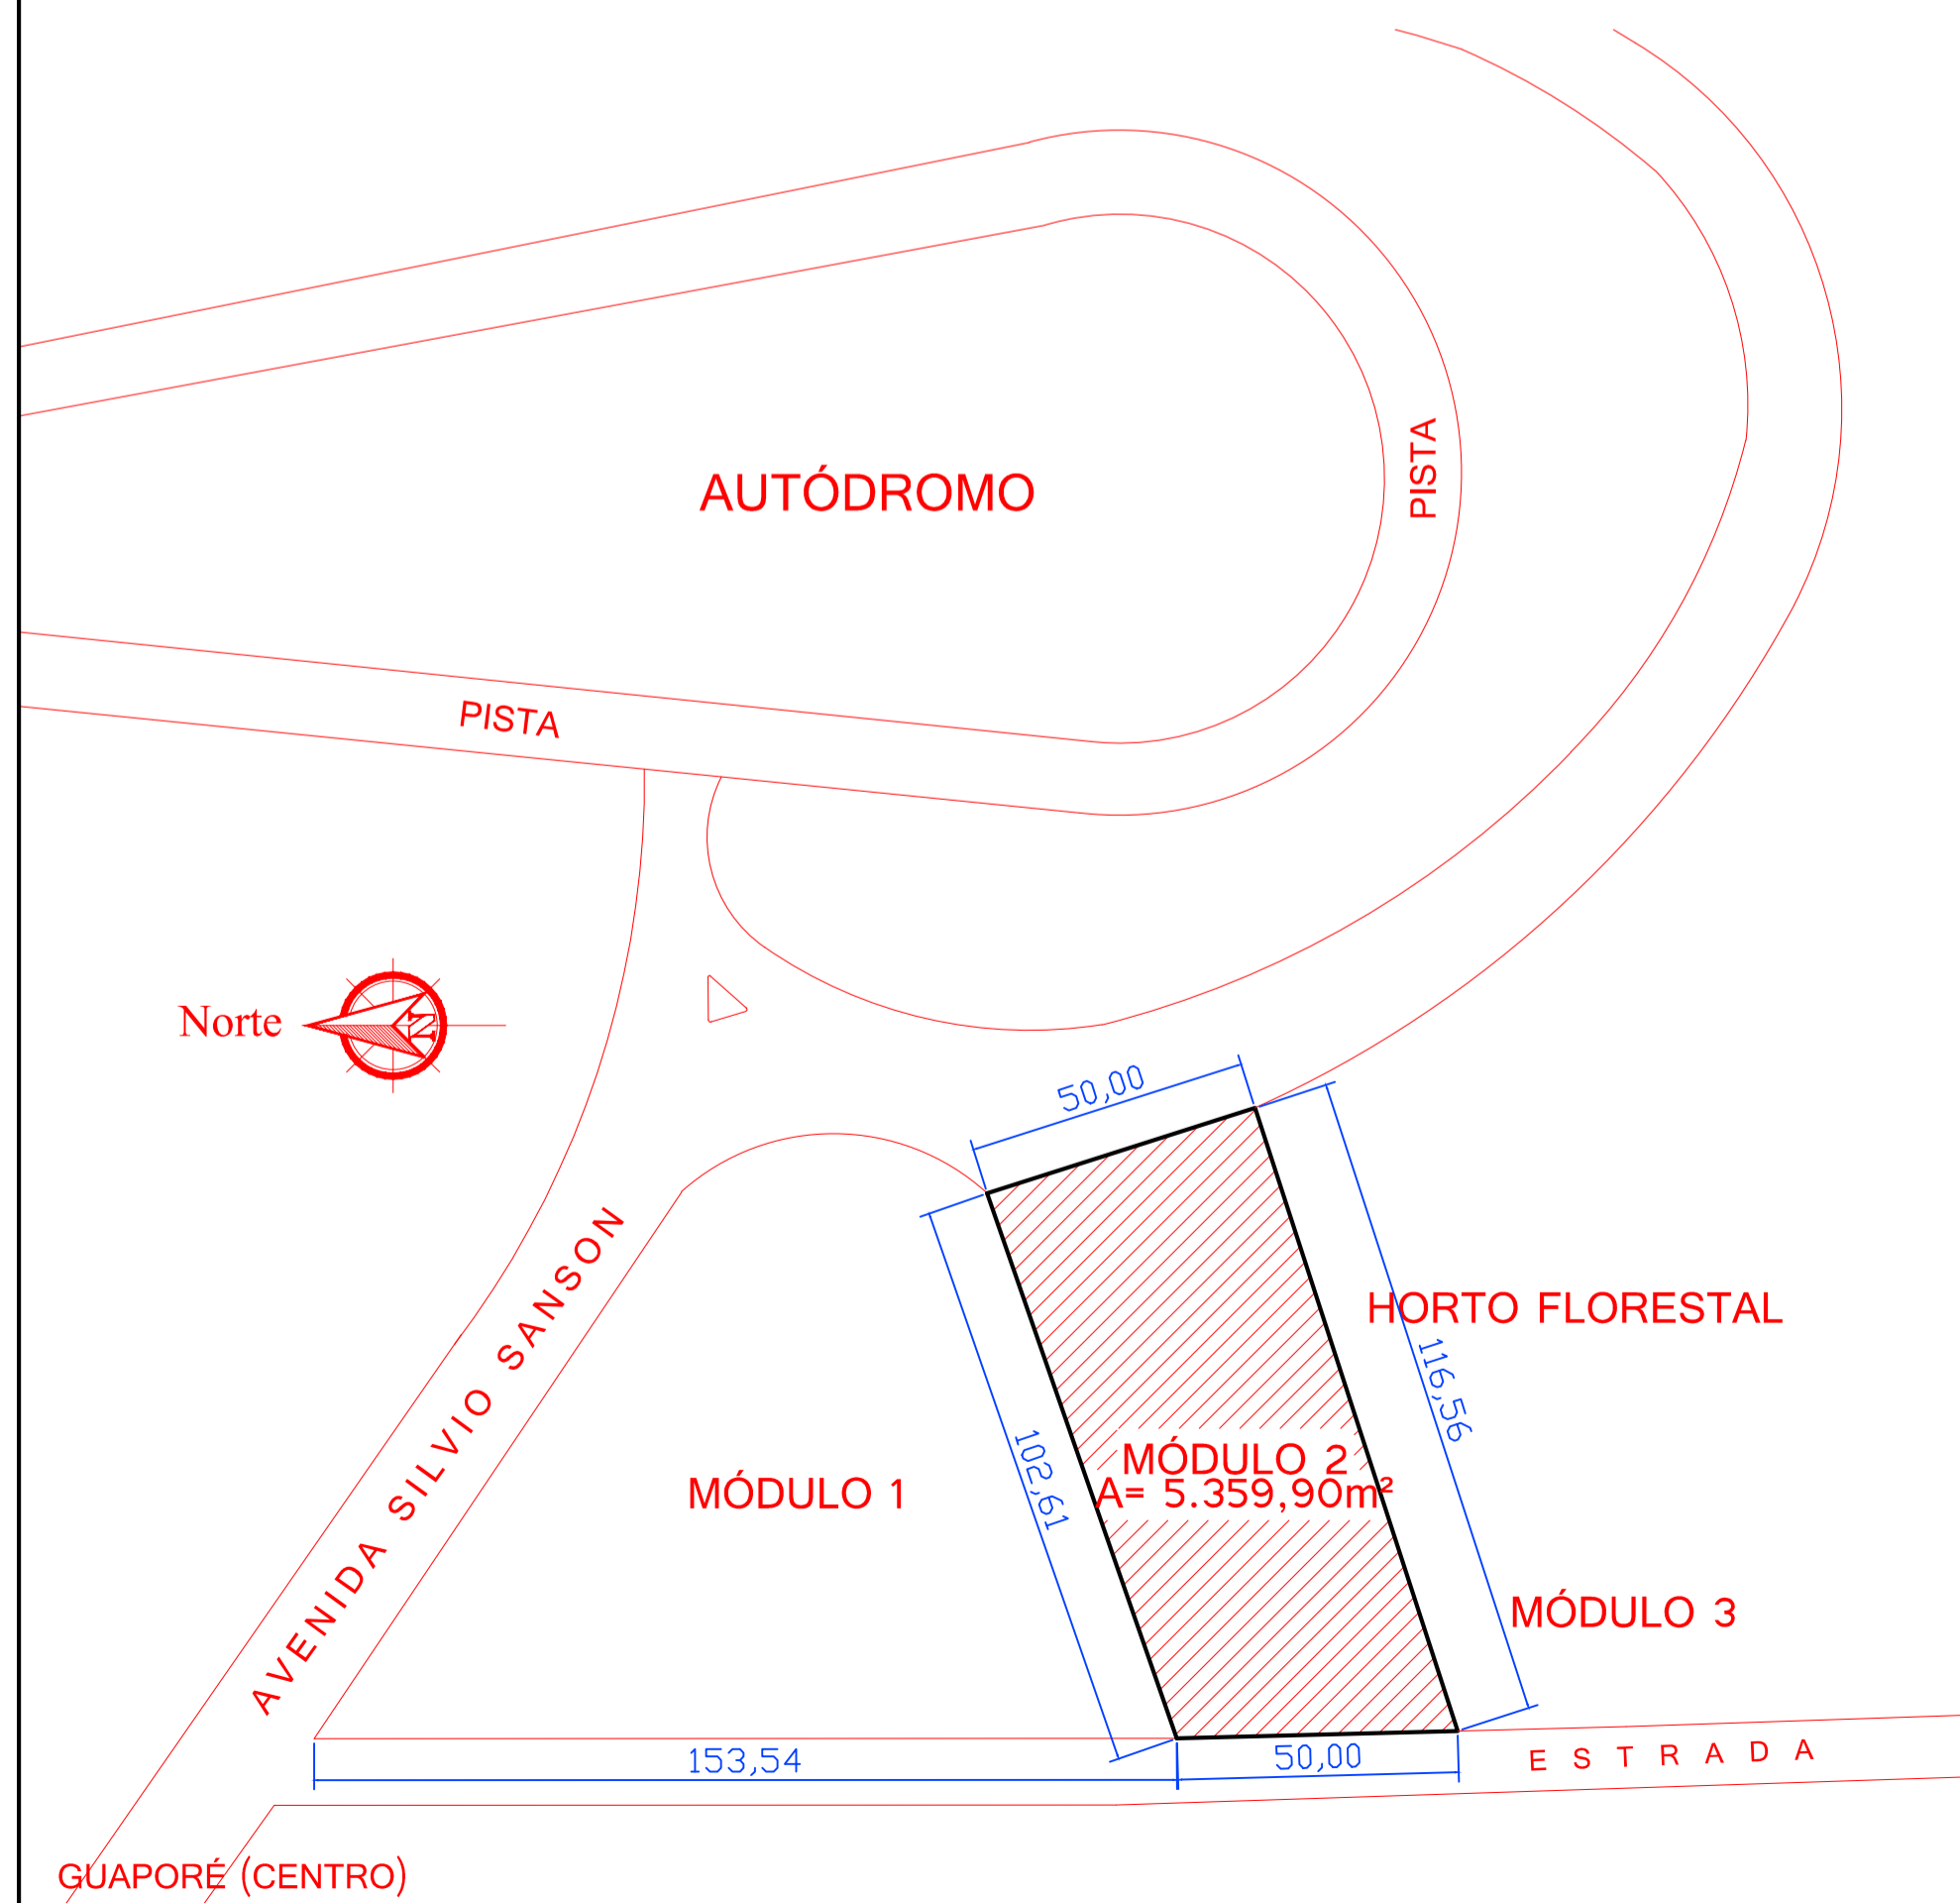 AUTÓDROMO
PISTA
PISTA
Norte
N
50,00
AVENIDA SILVIO SANSON
HORTO FLORESTAL
116,56
102,61
MÓDULO 1
MÓDULO 2
A= 5.359,90m²
MÓDULO 3
153,54
50,00
ESTRADA
GUAPORÉ (CENTRO)